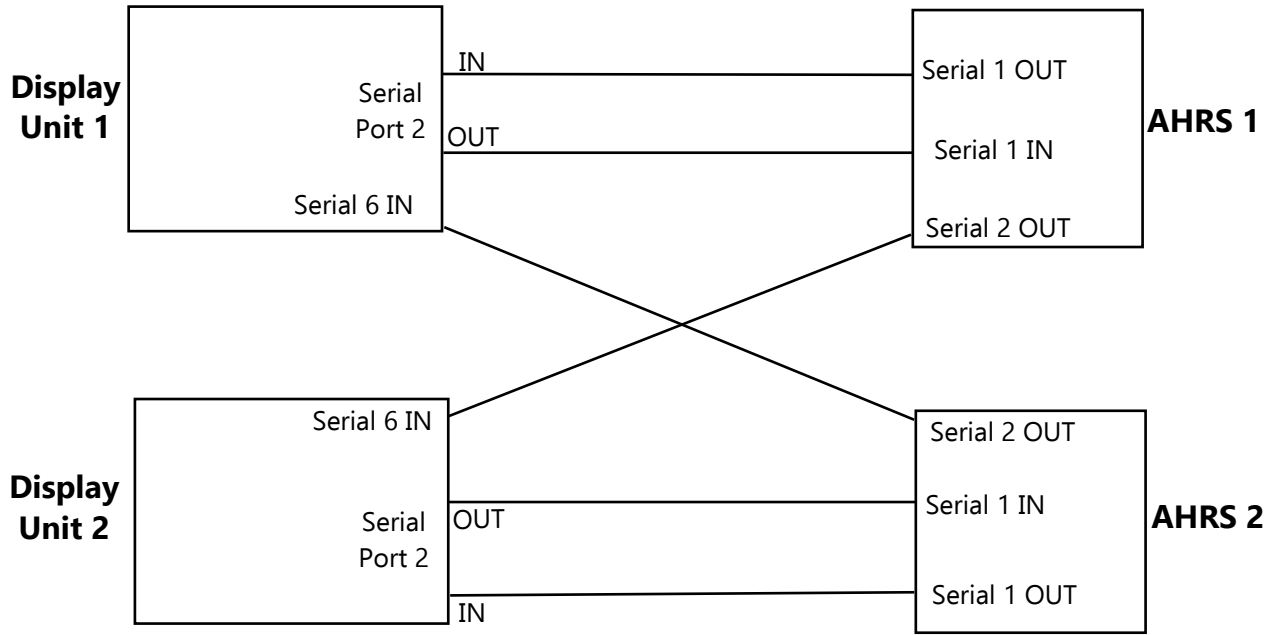 IN
Serial 1 OUT
Display
Unit 1
Serial
Port 2
AHRS 1
OUT
Serial 1 IN
Serial 6 IN
Serial 2 OUT
Serial 6 IN
Serial 2 OUT
Display
Unit 2
Serial
Port 2
OUT
Serial 1 IN
AHRS 2
IN
Serial 1 OUT